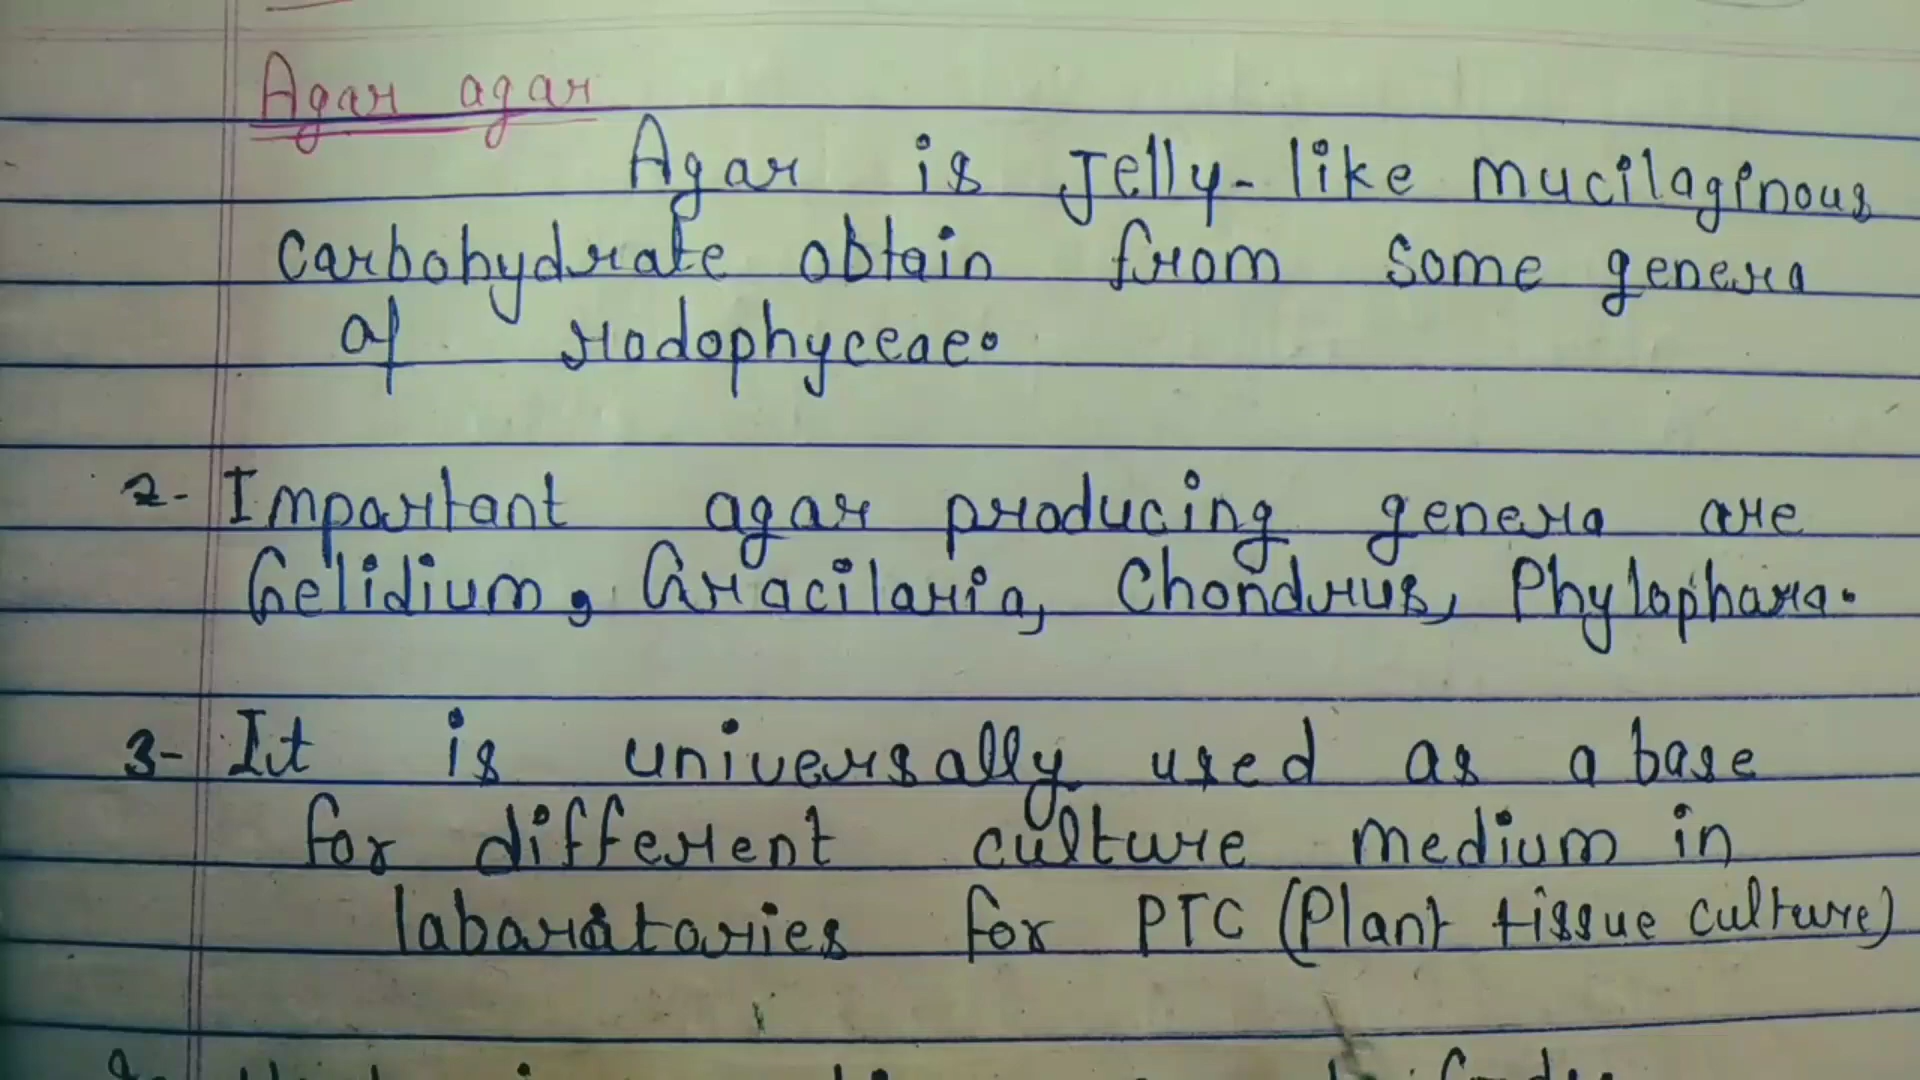 Agar agar
Agar is Jelly-like mucilaginous
carbohydrate obtain from some genera
of rodophyceae.
2- Important agar producing genera are
Gelidium, Gracilaria, Chondrus, Phylophara.
3- It is universally used as a base
for different culture medium in
laboratories for PTC (Plant tissue culture)